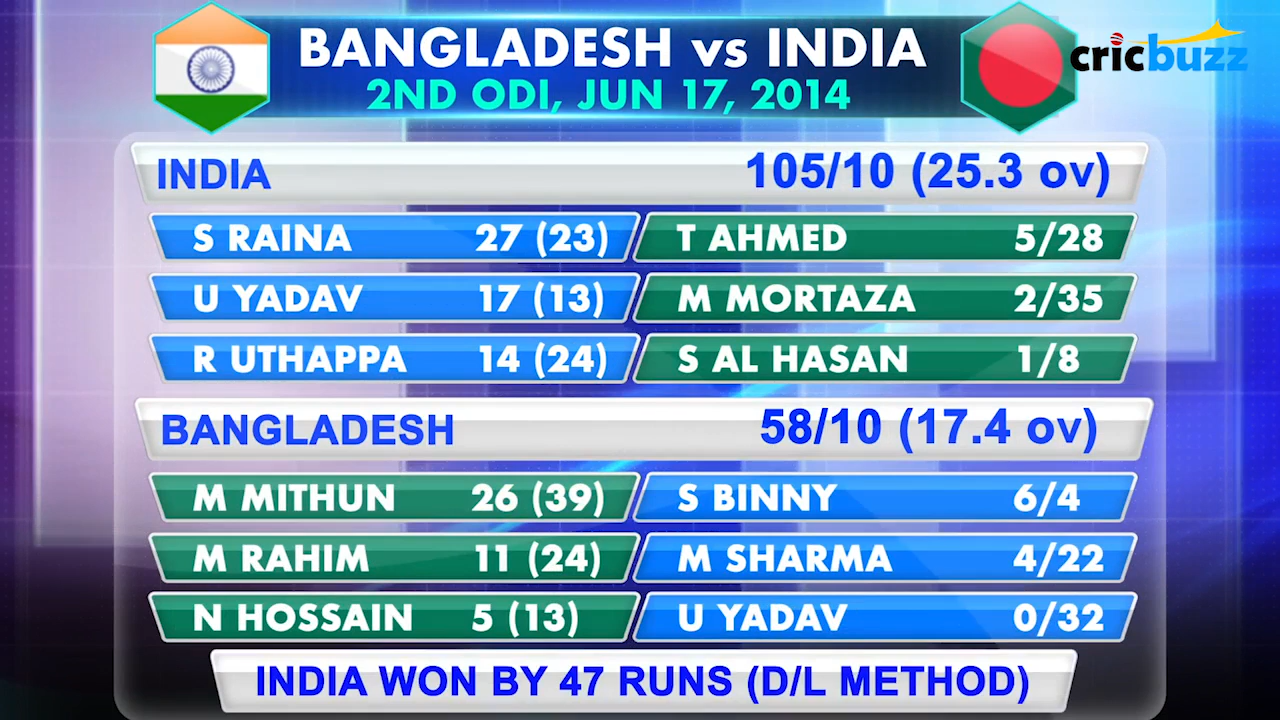 BANGLADESH vs INDIA
cricbuzz
2ND ODI, JUN 17, 2014
INDIA 105/10 (25.3 ov)
S RAINA 27 (23) T AHMED 5/28
U YADAV 17 (13) M MORTAZA 2/35
R UTHAPPA 14 (24) S AL HASAN 1/8
BANGLADESH 58/10 (17.4 ov)
M MITHUN 26 (39) S BINNY 6/4
M RAHIM 11 (24) M SHARMA 4/22
N HOSSAIN 5 (13) U YADAV 0/32
INDIA WON BY 47 RUNS (D/L METHOD)